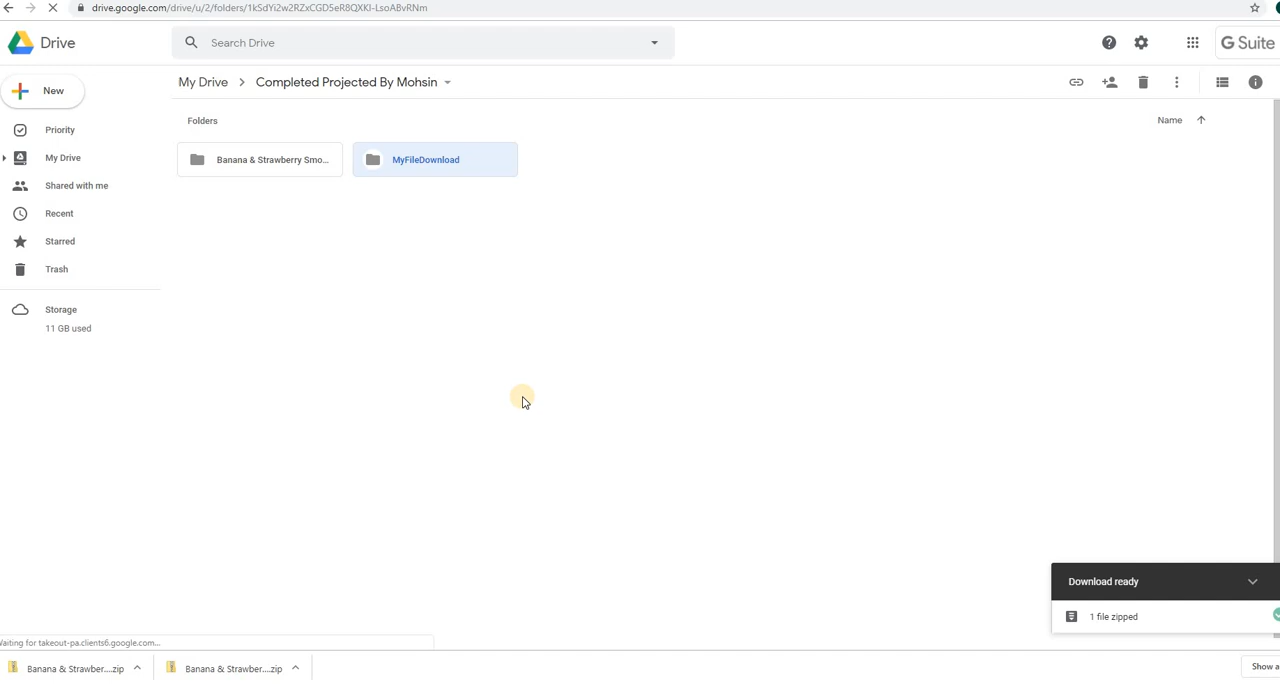 drive.google.com/drive/u/2/folders/1kSdYi2w2RZxCGD5eR8QXKI-LsoABvRNm
Drive
Search Drive
G Suite
New
My Drive > Completed Projected By Mohsin
Priority
My Drive
Shared with me
Recent
Starred
Trash
Storage
11 GB used
Folders
Name
Banana & Strawberry Smo...
MyFileDownload
Download ready
1 file zipped
Waiting for takeout-pa.clients6.google.com...
Banana & Strawber....zip
Banana & Strawber....zip
Show a